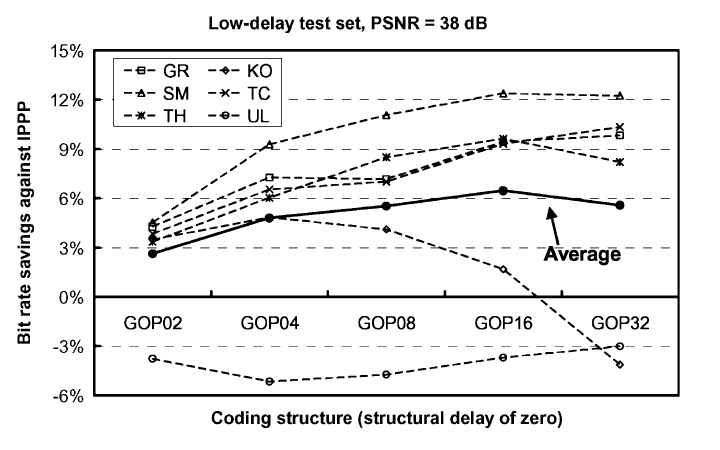 Low-delay test set, PSNR = 38 dB
Bit rate savings against IPPP
15%
12%
9%
6%
3%
0%
-3%
-6%
GR KO
SM TC
TH UL
Average
GOP02 GOP04 GOP08 GOP16 GOP32
Coding structure (structural delay of zero)